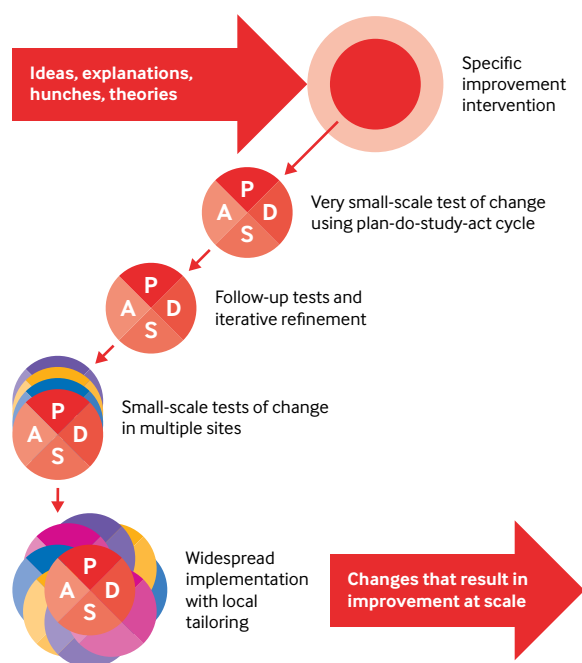 Ideas, explanations,
hunches, theories
Specific
improvement
intervention
P
A D
S
Very small-scale test of change
using plan-do-study-act cycle
P
A D
S
Follow-up tests and
iterative refinement
P
A D
S
Small-scale tests of change
in multiple sites
P
A D
S
Widespread
implementation
with local
tailoring
Changes that result in
improvement at scale